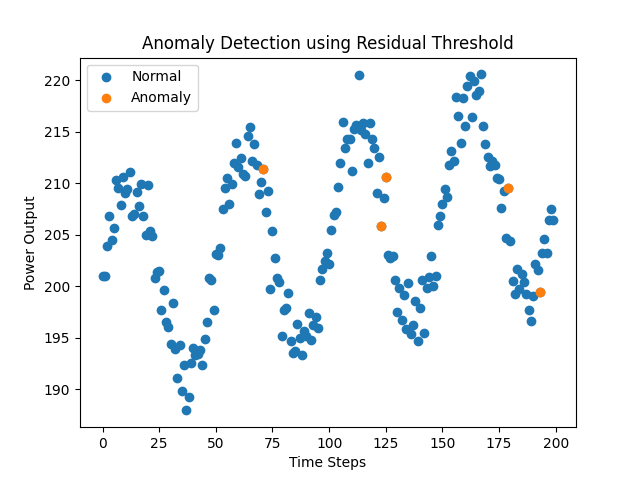 Anomaly Detection using Residual Threshold
Normal
Anomaly
Power Output
220
215
210
205
200
195
190
0 25 50 75 100 125 150 175 200
Time Steps